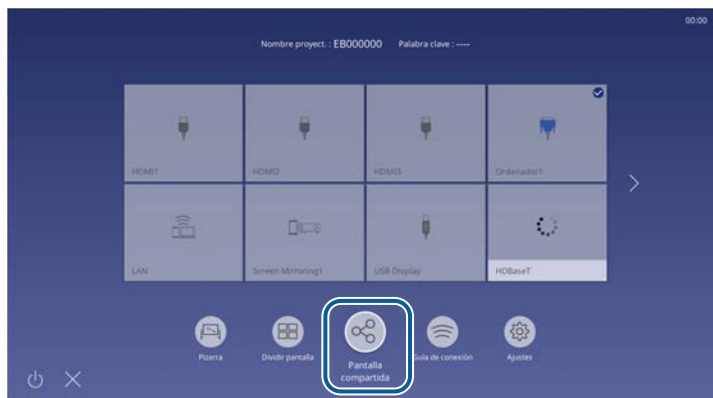 00:00
Nombre proyect. : EB000000 Palabra clave : ----
HDMI1 HDMI2 HDMI3 Ordenador1
LAN Screen Mirroring1 USB Display HDBaseT
Pizarra Dividir pantalla Pantalla compartida Guía de conexión Ajustes